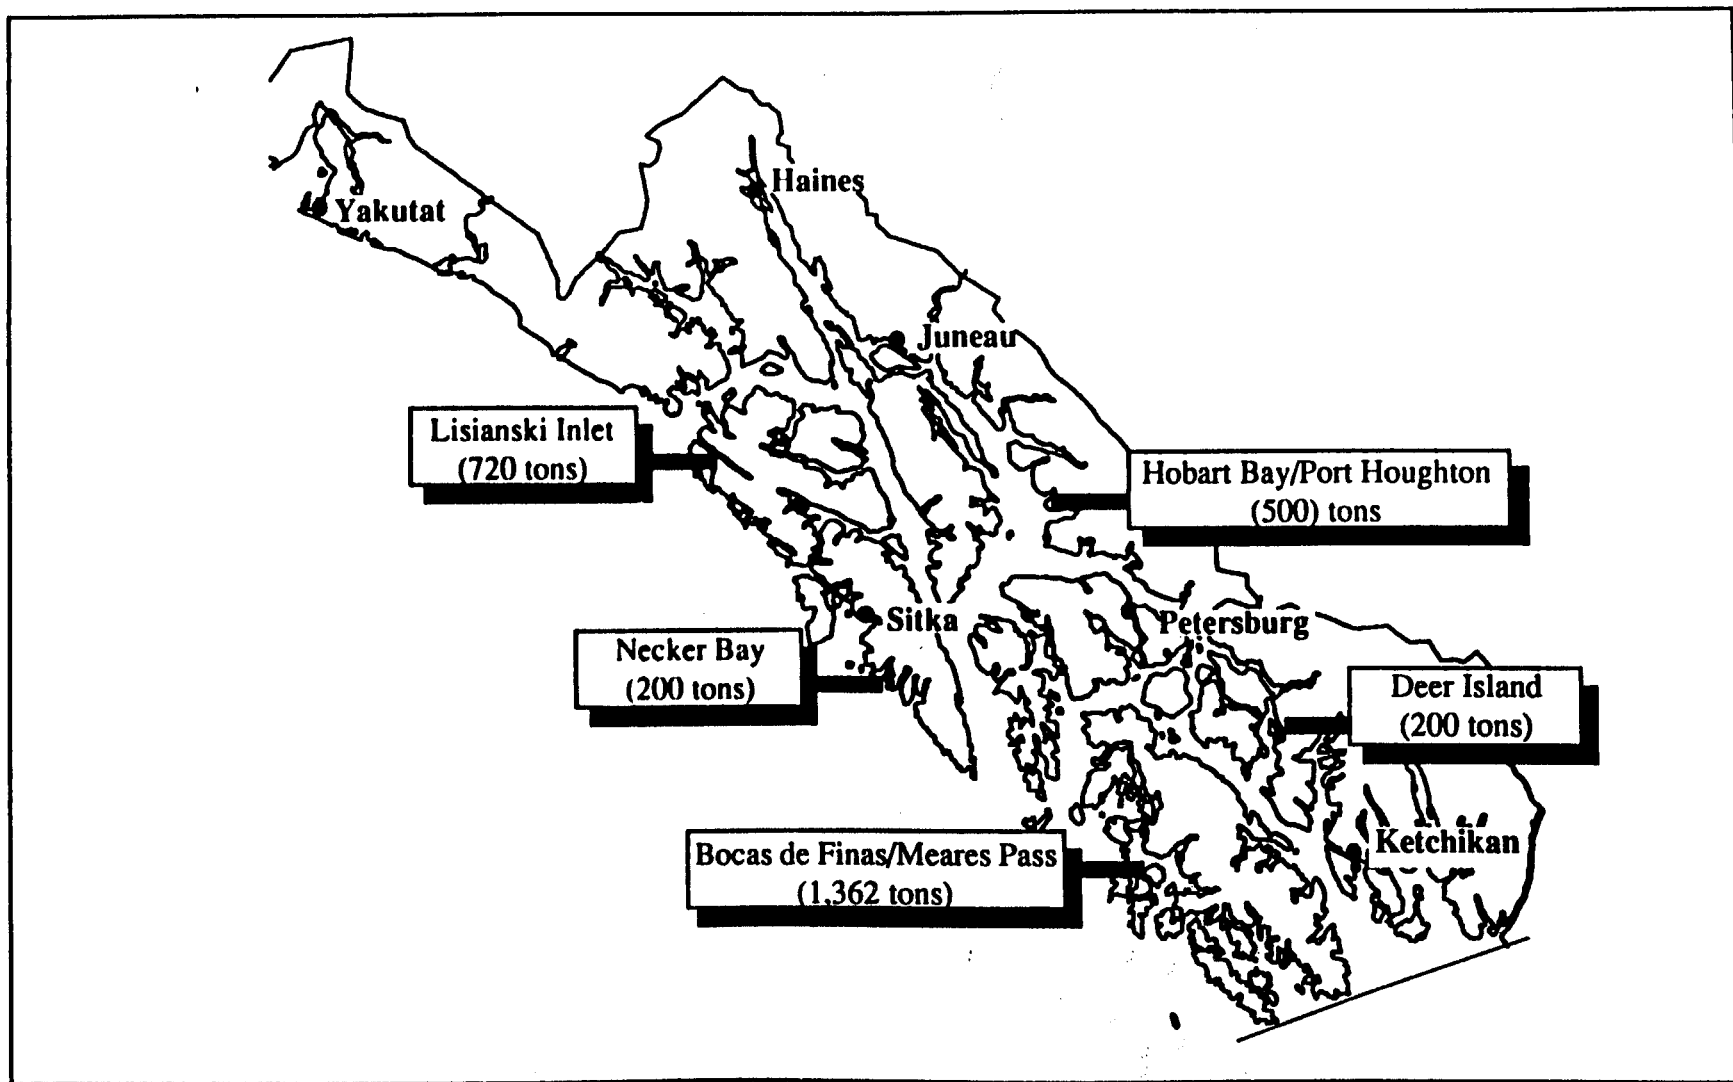 Haines
Yakutat
Juneau
Lisianski Inlet
(720 tons)
Hobart Bay/Port Houghton
(500) tons
Sitka
Petersburg
Necker Bay
(200 tons)
Deer Island
(200 tons)
Bocas de Finas/Meares Pass
(1,362 tons)
Ketchikan